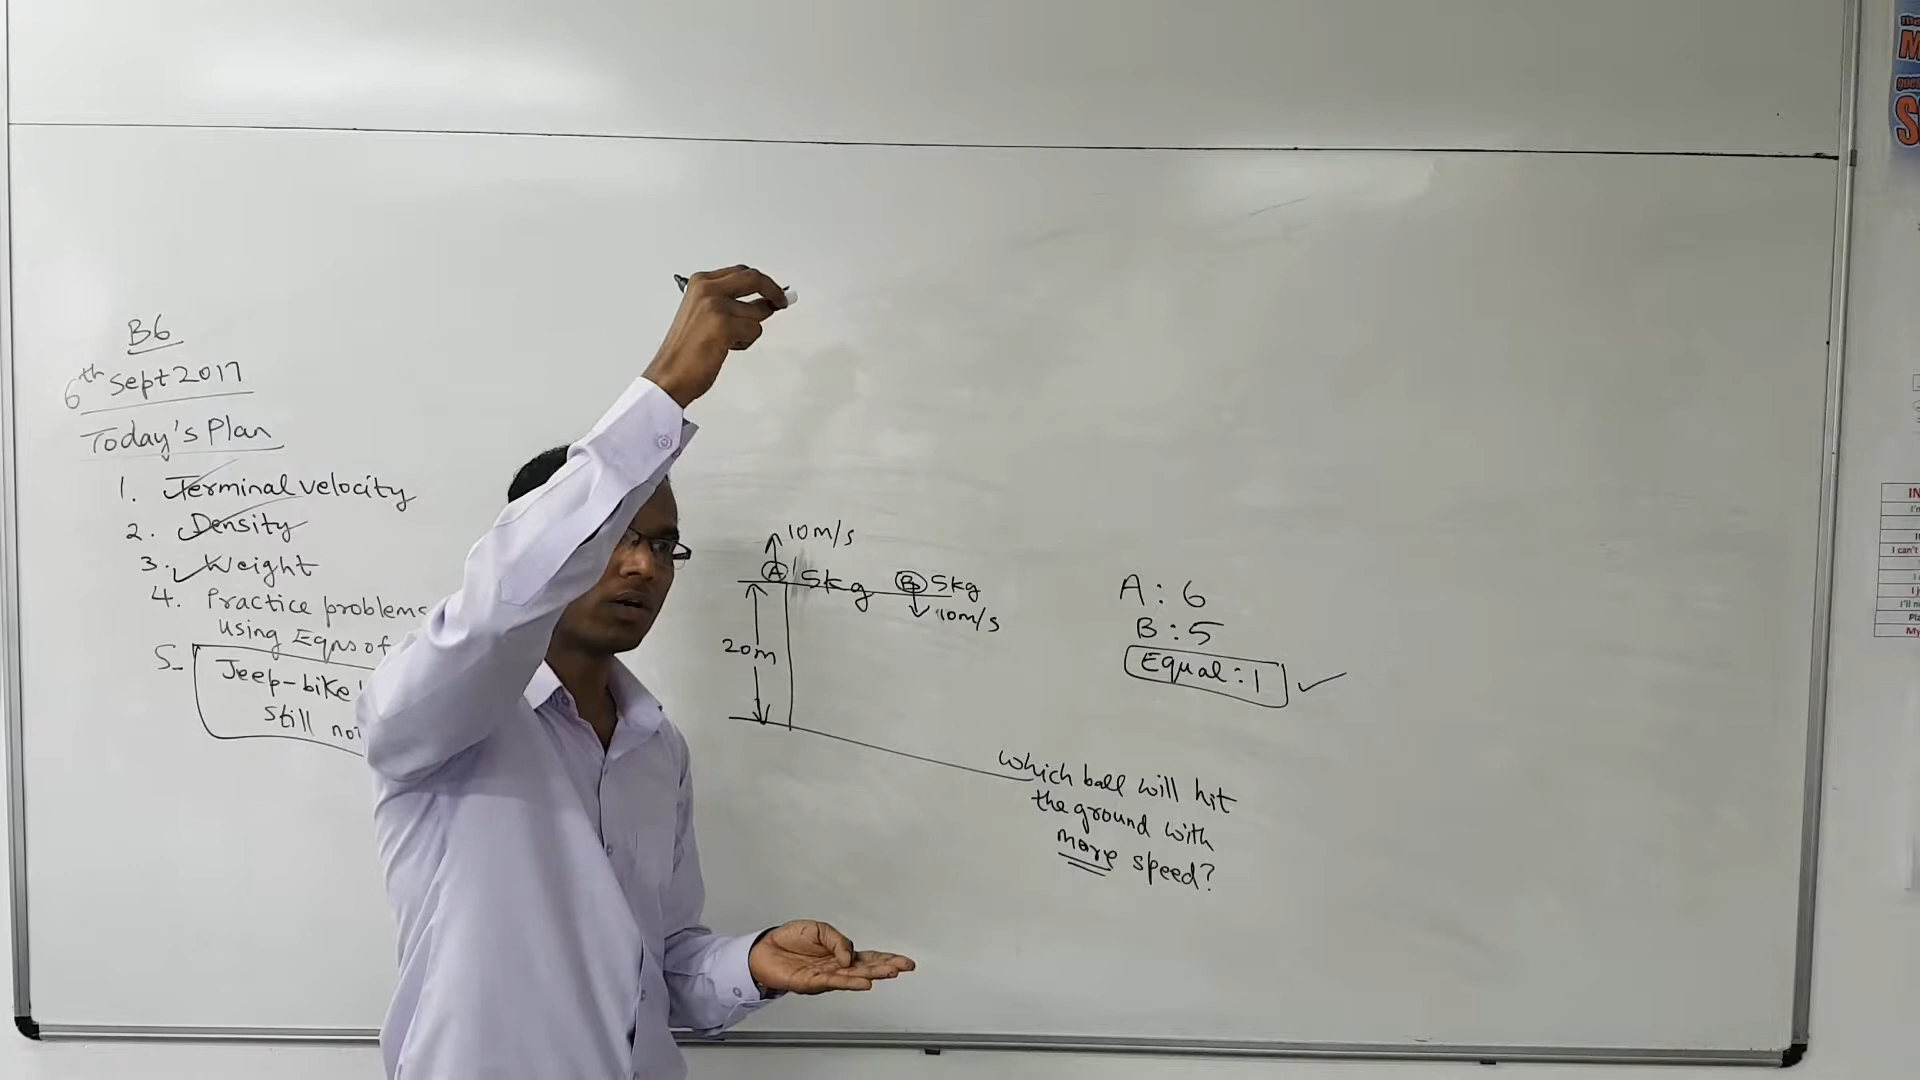 B6
6th Sept 2017
Today's Plan
1. Terminal velocity
2. Density
3. Weight
4. Practice problems
using Eqns of
5. Jeep-bike
still not
10m/s
A 5kg
B 5kg
10m/s
20m
A : 6
B : 5
Equal : 1
which ball will hit
the ground with
more speed?